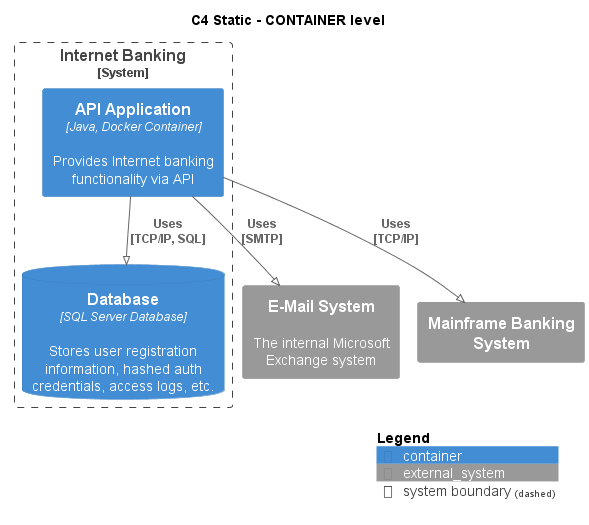 C4 Static - CONTAINER level
Internet Banking
[System]
API Application
[Java, Docker Container]
Provides Internet banking
functionality via API
Uses
[TCP/IP, SQL]
Uses
[SMTP]
Uses
[TCP/IP]
Database
[SQL Server Database]
Stores user registration
information, hashed auth
credentials, access logs, etc.
E-Mail System
The internal Microsoft
Exchange system
Mainframe Banking
System
Legend
container
external_system
system boundary (dashed)